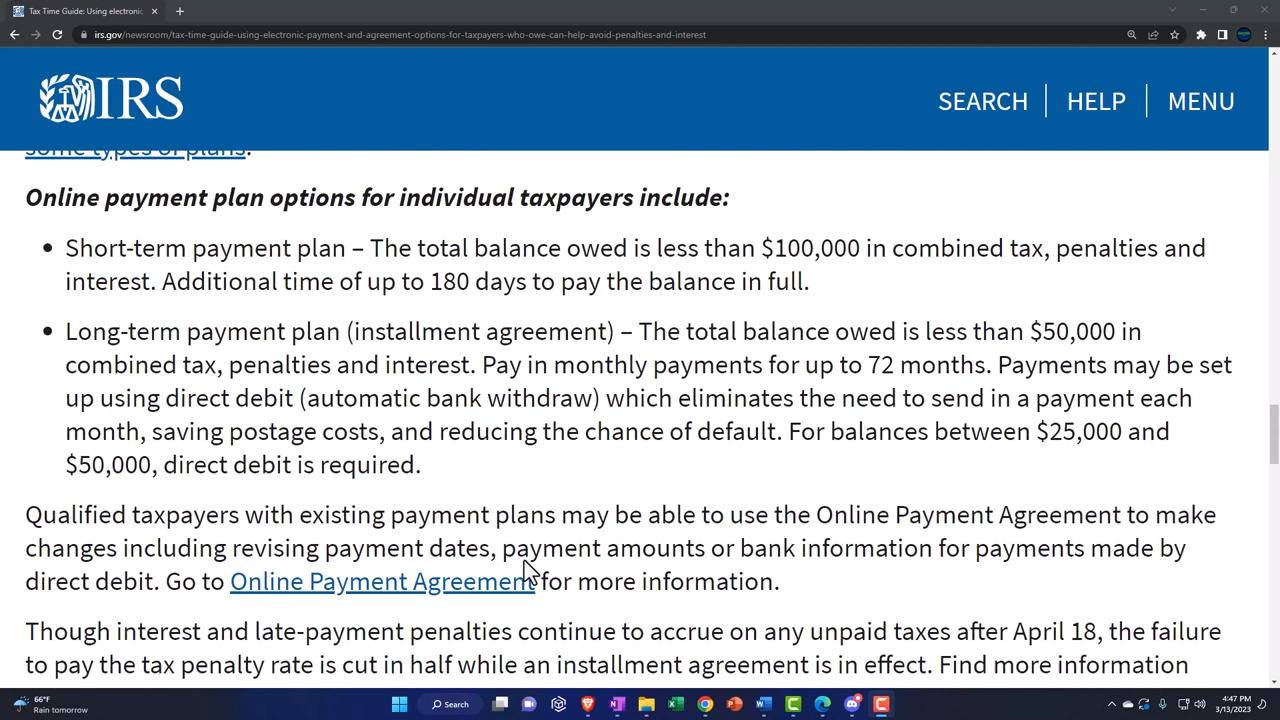 Tax Time Guide: Using electronic
irs.gov/newsroom/tax-time-guide-using-electronic-payment-and-agreement-options-for-taxpayers-who-owe-can-help-avoid-penalties-and-interest
IRS
SEARCH | HELP | MENU
some types of plans.
Online payment plan options for individual taxpayers include:
• Short-term payment plan – The total balance owed is less than $100,000 in combined tax, penalties and
interest. Additional time of up to 180 days to pay the balance in full.
• Long-term payment plan (installment agreement) – The total balance owed is less than $50,000 in
combined tax, penalties and interest. Pay in monthly payments for up to 72 months. Payments may be set
up using direct debit (automatic bank withdraw) which eliminates the need to send in a payment each
month, saving postage costs, and reducing the chance of default. For balances between $25,000 and
$50,000, direct debit is required.
Qualified taxpayers with existing payment plans may be able to use the Online Payment Agreement to make
changes including revising payment dates, payment amounts or bank information for payments made by
direct debit. Go to Online Payment Agreement for more information.
Though interest and late-payment penalties continue to accrue on any unpaid taxes after April 18, the failure
to pay the tax penalty rate is cut in half while an installment agreement is in effect. Find more information
66°F
Rain tomorrow
Search
4:47 PM
3/13/2023